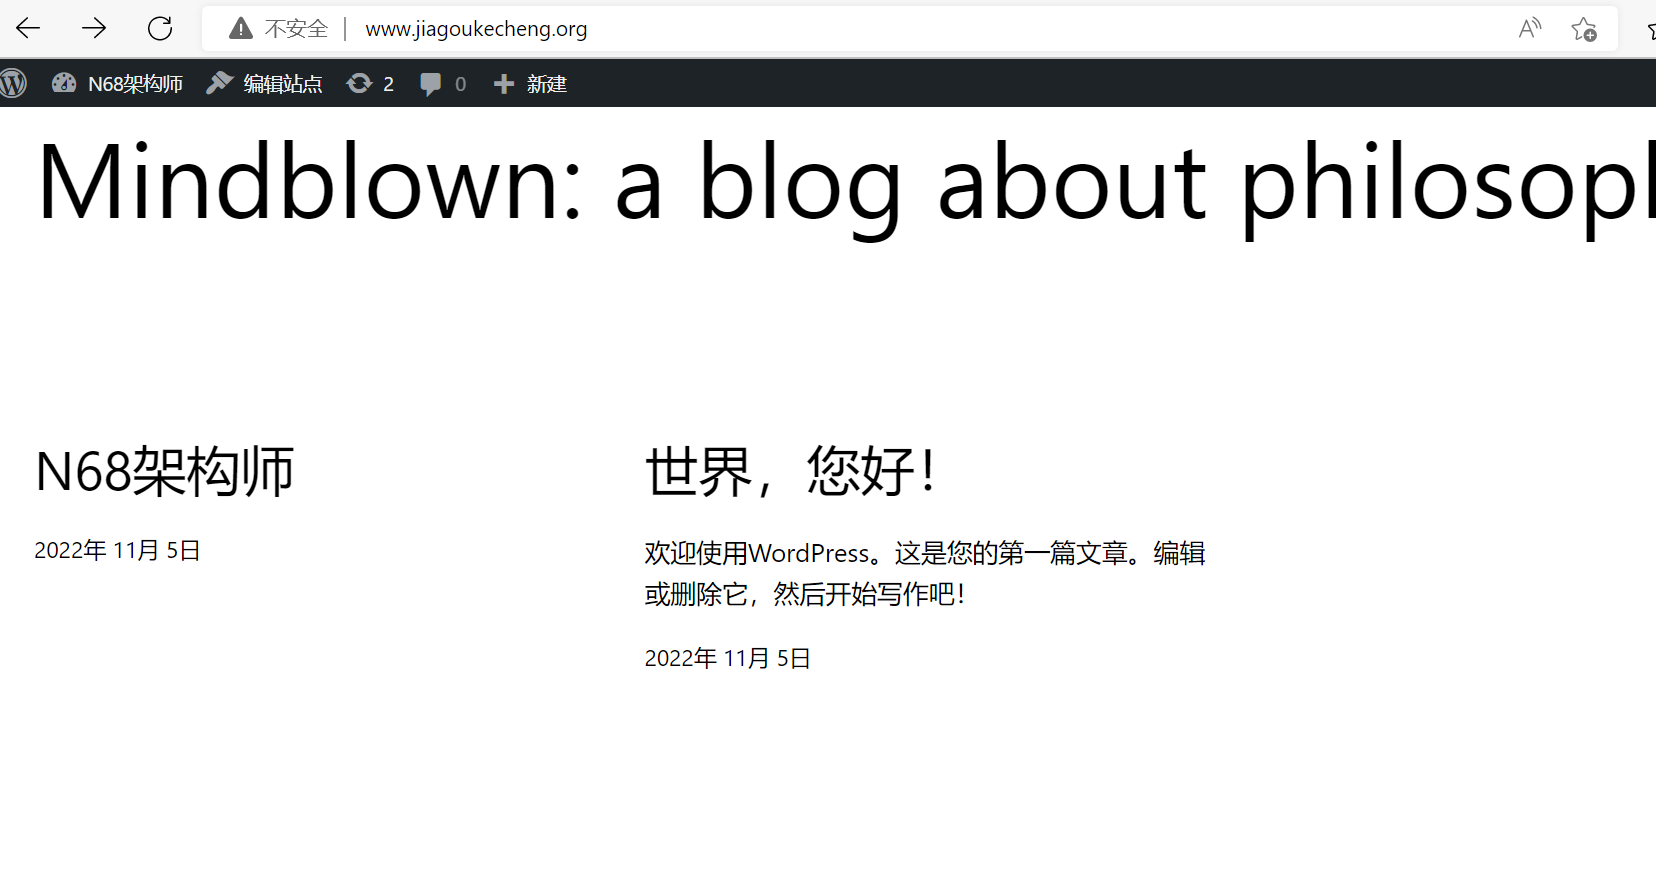 不安全 | www.jiagoukecheng.org
N68架构师 编辑站点 2 0 新建
Mindblown: a blog about philosop
N68架构师
2022年 11月 5日
世界，您好！
欢迎使用WordPress。这是您的第一篇文章。编辑
或删除它，然后开始写作吧！
2022年 11月 5日